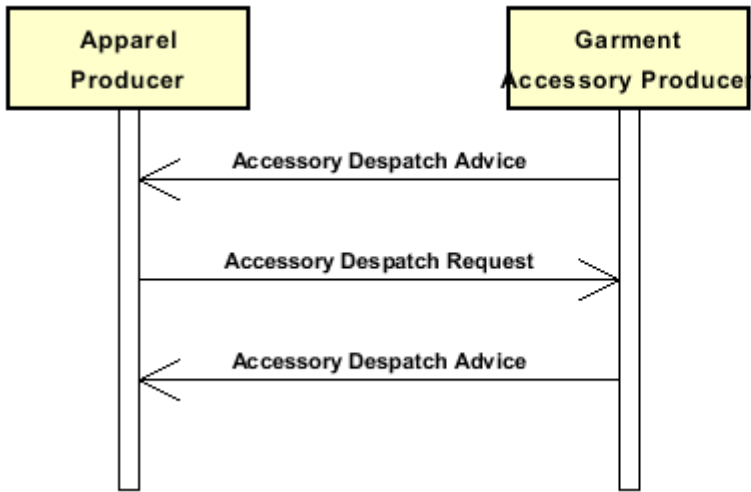 Apparel
Producer
Garment
Accessory Producer
Accessory Despatch Advice
Accessory Despatch Request
Accessory Despatch Advice